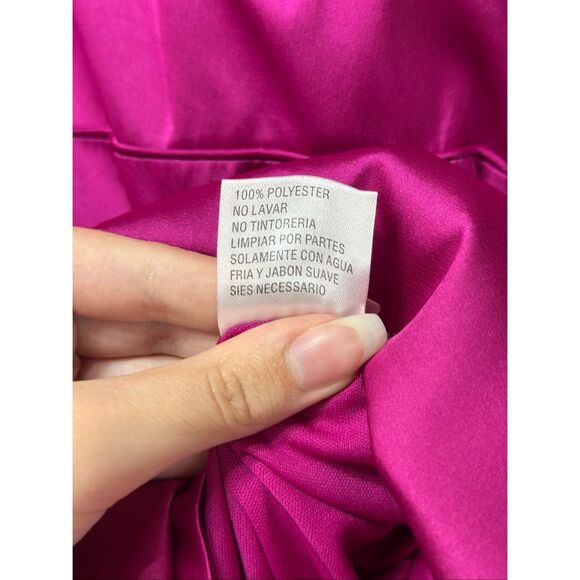 100% POLYESTER
NO LAVAR
NO TINTORERIA
LIMPIAR POR PARTES
SOLAMENTE CON AGUA
FRIA Y JABON SUAVE
SIES NECESSARIO